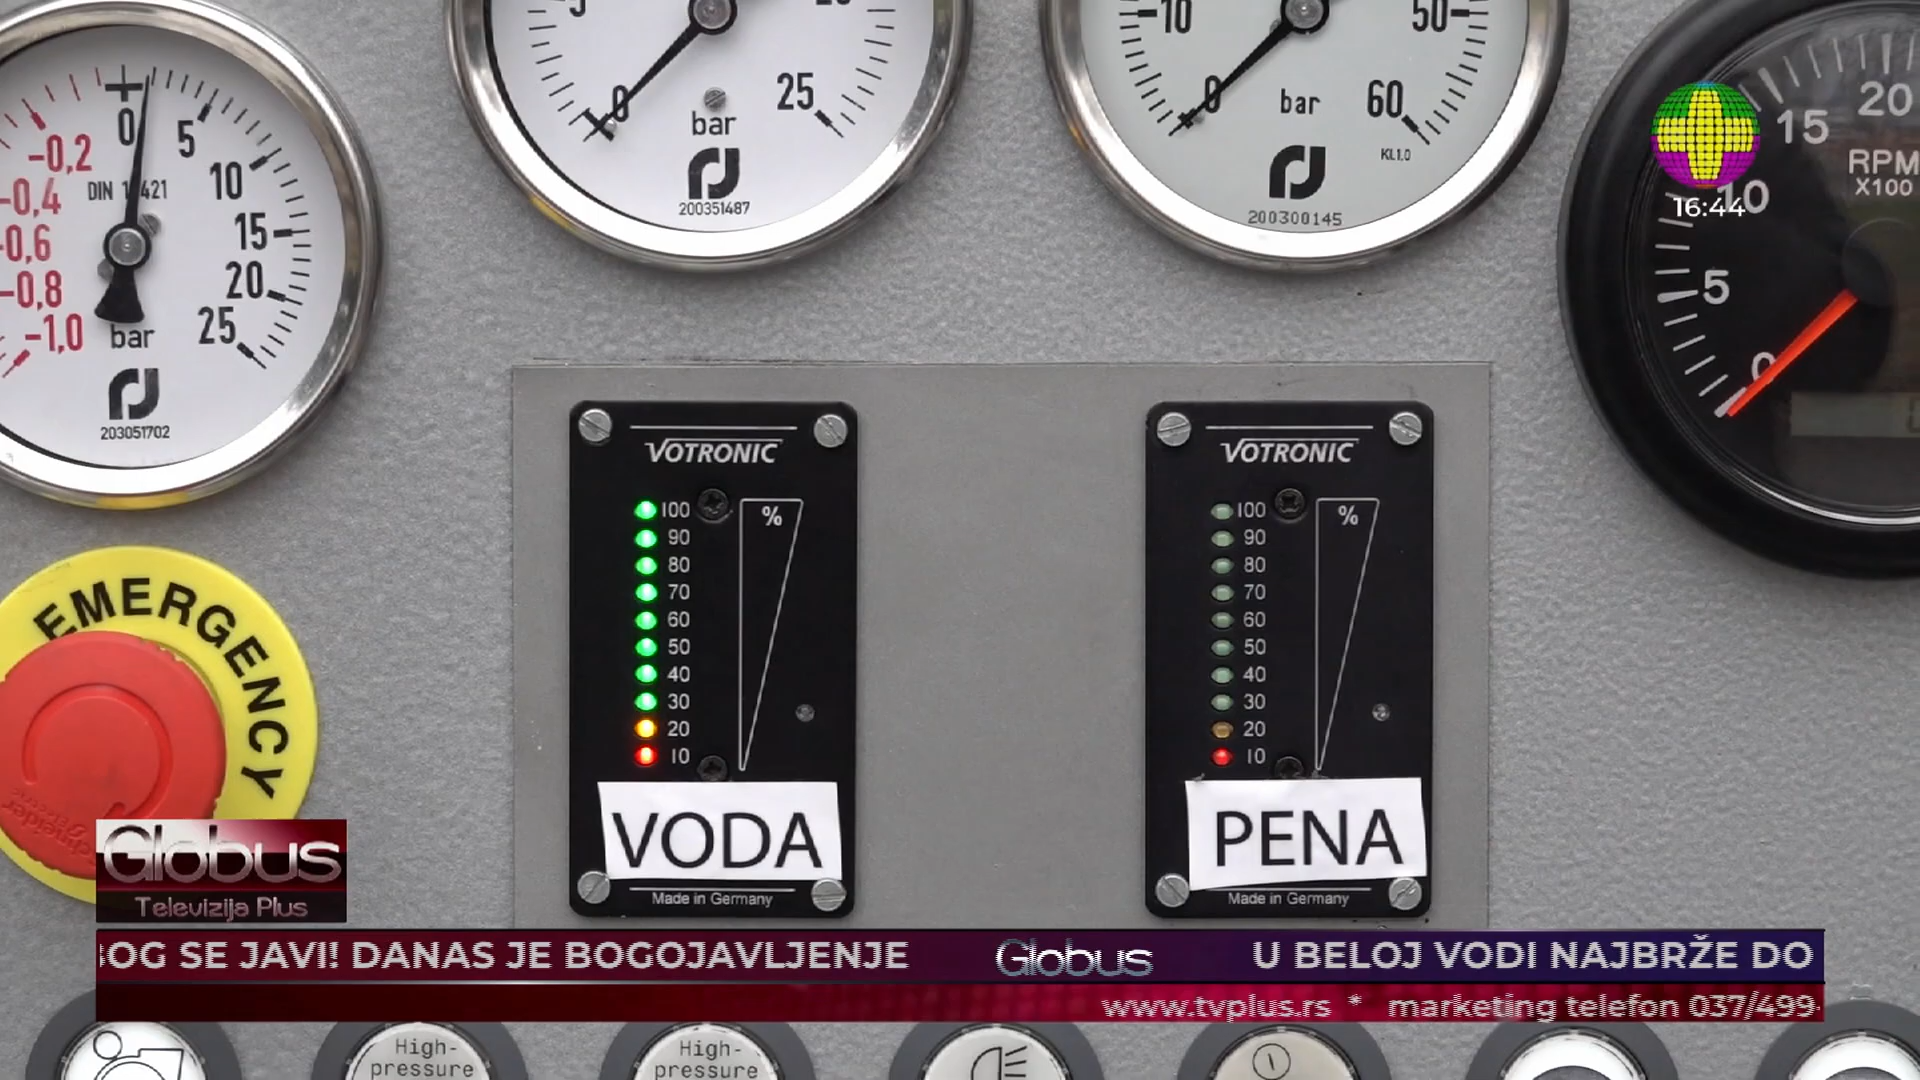 -0,2
-0,4
-0,6
-0,8
-1,0
0
5
10
15
20
25
bar
203051702
0
25
bar
200351487
10
50
0
60
bar
KL1.0
200300145
0
5
10
15
20
RPM
X100
16:44
VOTRONIC
%
100
90
80
70
60
50
40
30
20
10
VODA
Made in Germany
VOTRONIC
%
100
90
80
70
60
50
40
30
20
10
PENA
Made in Germany
EMERGENCY
Globus
Televizija Plus
BOG SE JAVI! DANAS JE BOGOJAVLJENJE Globus U BELOJ VODI NAJBRŽE DO
www.tvplus.rs * marketing telefon 037/499-
High-
pressure
High-
pressure